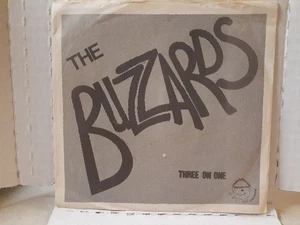 THE
BUZZARDS
THREE ON ONE